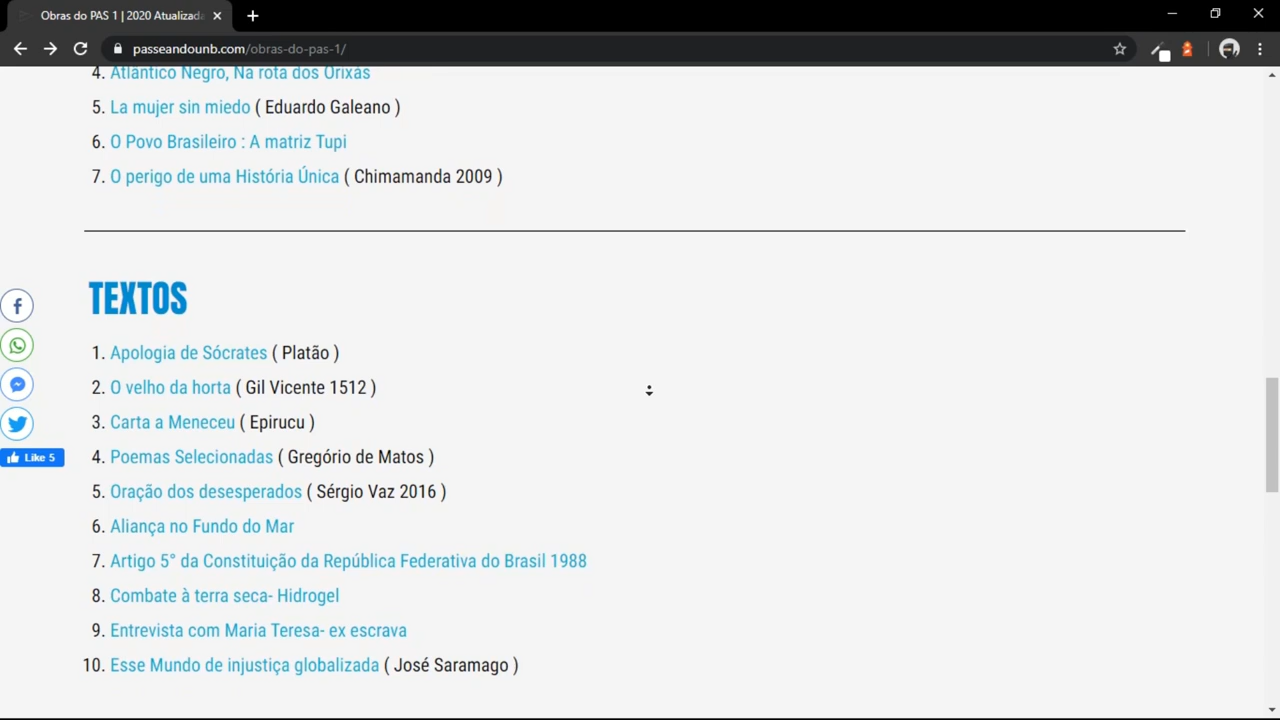 Obras do PAS 1 | 2020 Atualizada
passeandounb.com/obras-do-pas-1/
4. Atlântico Negro, Na rota dos Orixás
5. La mujer sin miedo ( Eduardo Galeano )
6. O Povo Brasileiro : A matriz Tupi
7. O perigo de uma História Única ( Chimamanda 2009 )
TEXTOS
1. Apologia de Sócrates ( Platão )
2. O velho da horta ( Gil Vicente 1512 )
3. Carta a Meneceu ( Epirucu )
4. Poemas Selecionadas ( Gregório de Matos )
5. Oração dos desesperados ( Sérgio Vaz 2016 )
6. Aliança no Fundo do Mar
7. Artigo 5° da Constituição da República Federativa do Brasil 1988
8. Combate à terra seca- Hidrogel
9. Entrevista com Maria Teresa- ex escrava
10. Esse Mundo de injustiça globalizada ( José Saramago )
Like 5